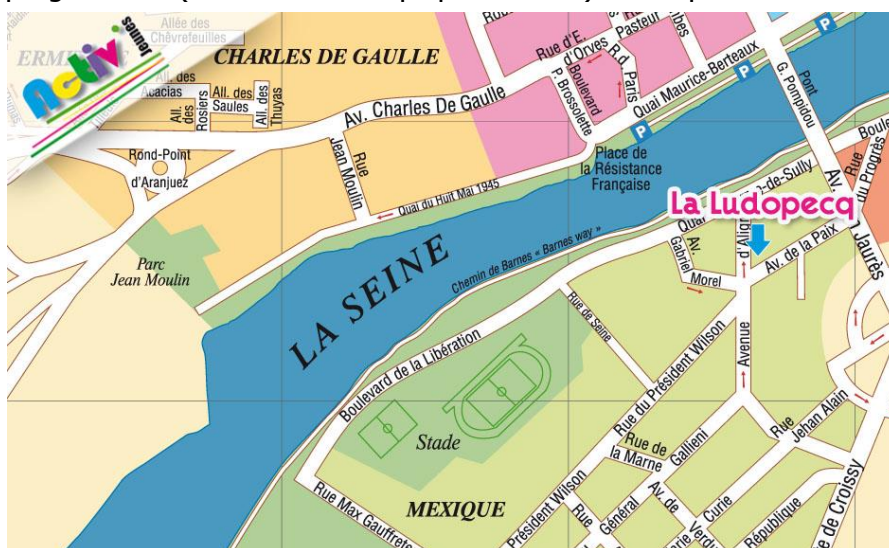 Allée des
Chèvrefeuilles
Activ'
jeunes
CHARLES DE GAULLE
All. des
Acacias
All. des
Rosiers
All. des
Saules
All. des
Thuyas
Av. Charles De Gaulle
Rond-Point
d'Aranjuez
Rue
Jean Moulin
Quai du Huit Mai 1945
Parc
Jean Moulin
Rue d'E.
d'Orves
Pasteur
Boulevard
P. Brossolette
R.d. Paris
Quai Maurice-Berteaux
P
P
P
Pont
G. Pompidou
Place de
la Résistance
Française
LA SEINE
Chemin de Barnes « Barnes way »
La Ludopecq
-de-Sully
Av.
Gabriel
Morel
Av. de la Paix
Av.
Jaurès
Rue
du Progrès
Avenue
Rue de Seine
Boulevard de la Libération
Rue du Président Wilson
Stade
Rue Max Gauffreteau
MEXIQUE
Rue de
la Marne
Général
Gallieni
Président Wilson
Rue
Av. de
Curie
Rue
Jehan Alain
République
de Croissy